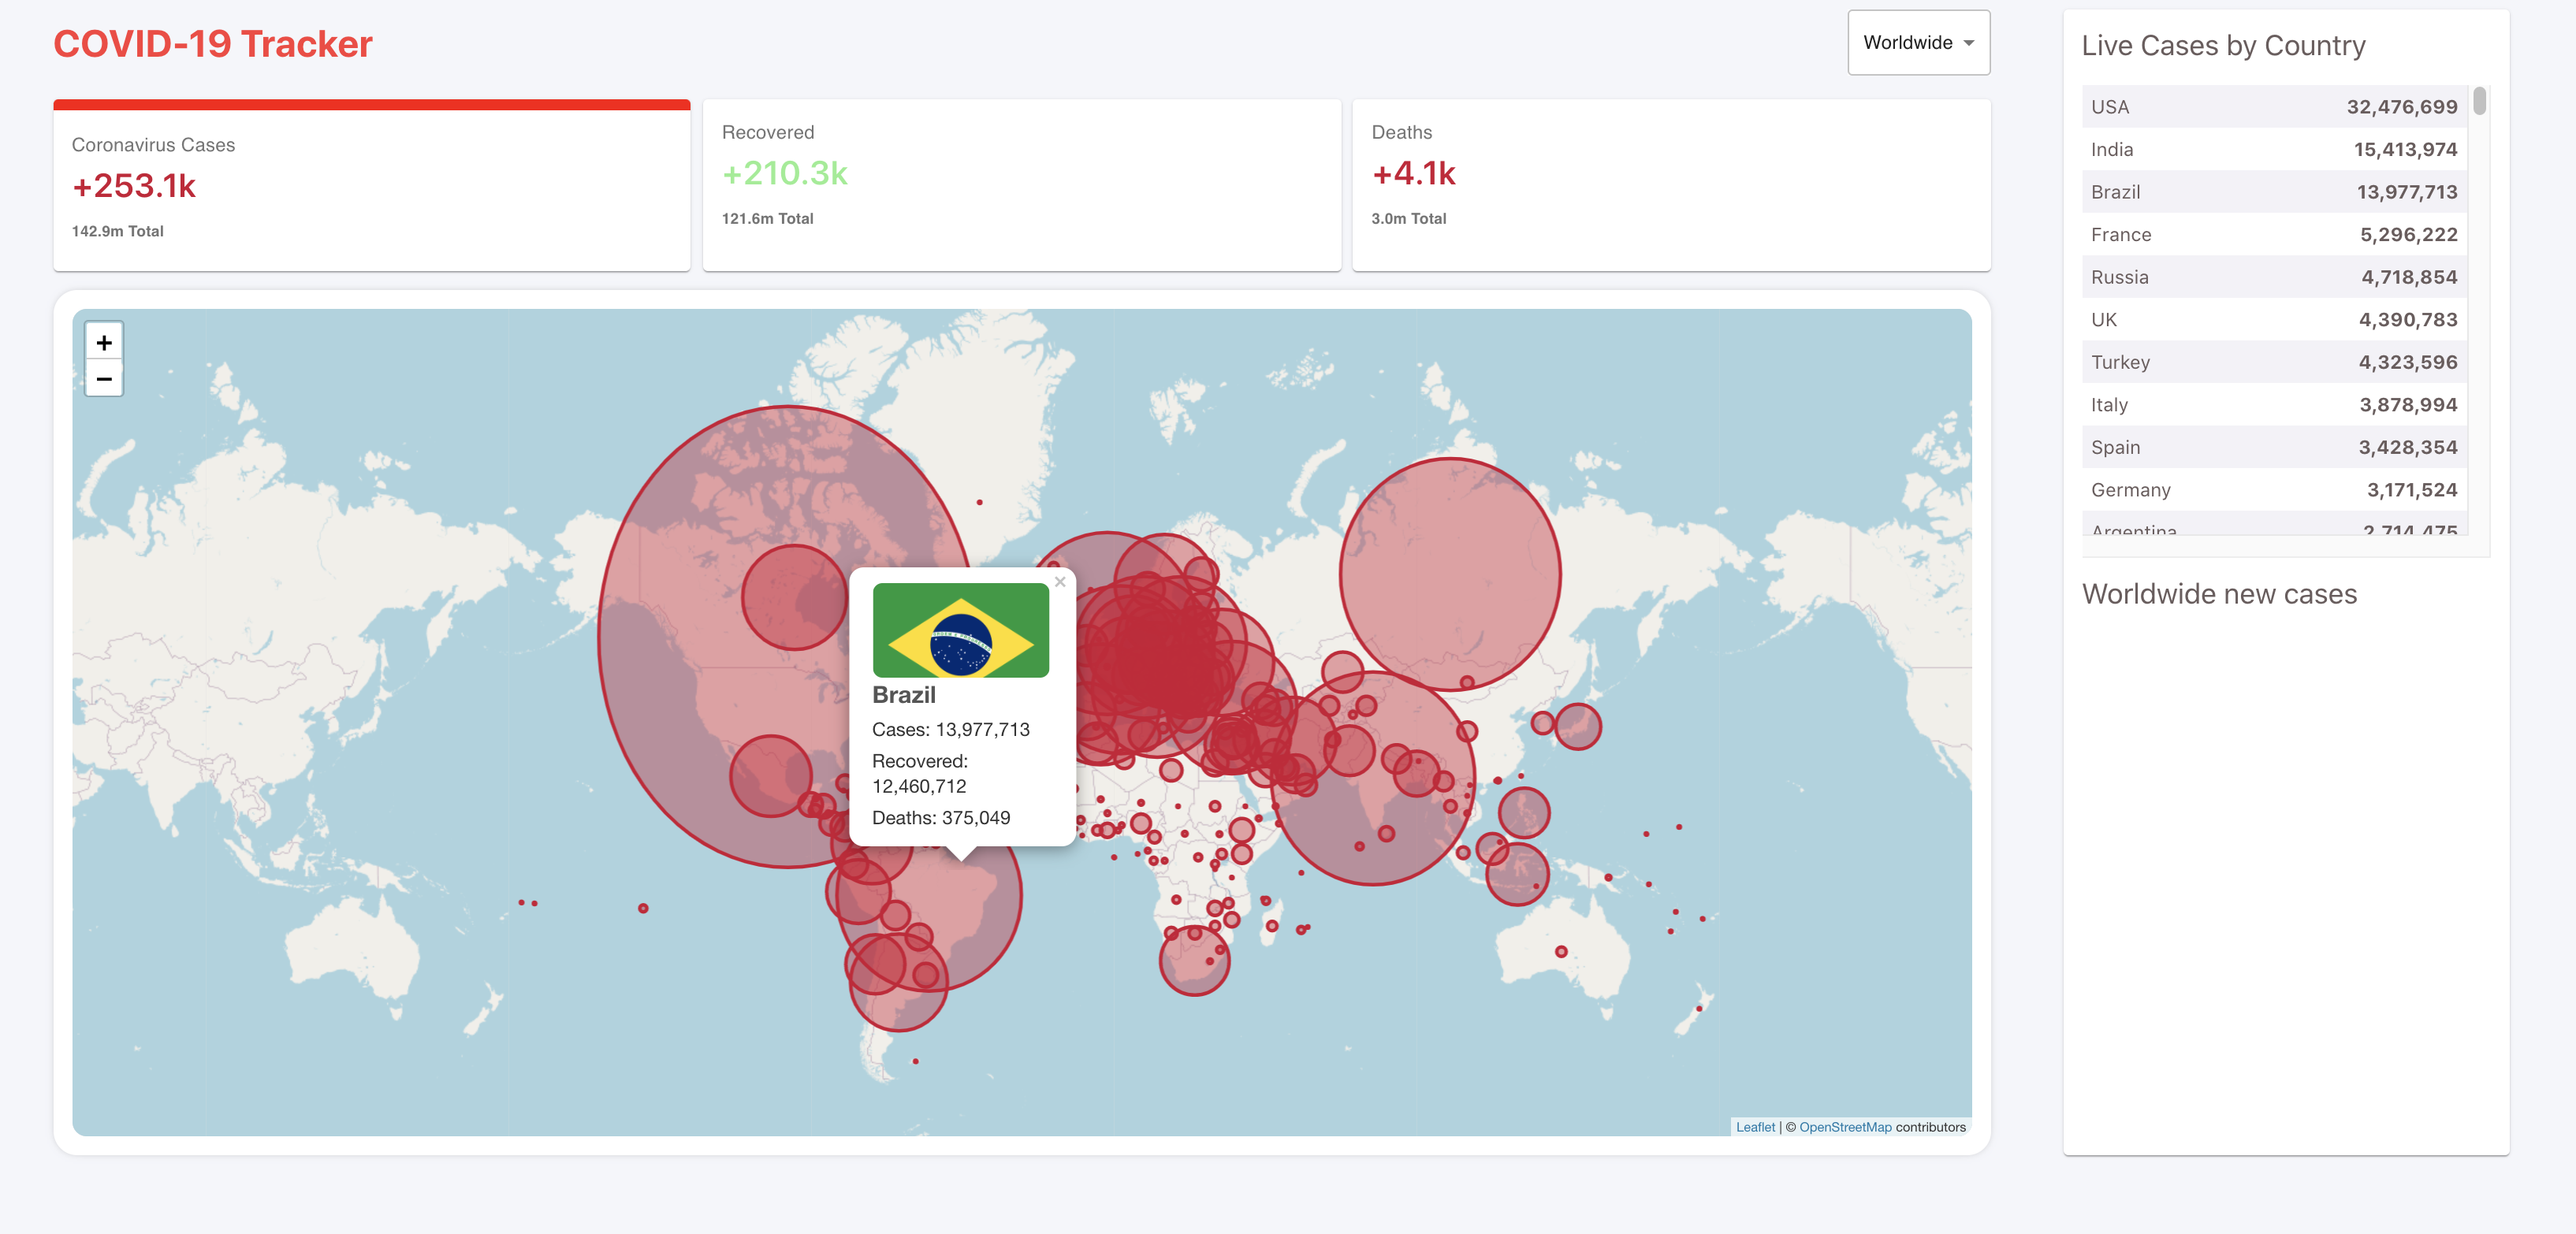 COVID-19 Tracker
Worldwide
Coronavirus Cases
+253.1k
142.9m Total
Recovered
+210.3k
121.6m Total
Deaths
+4.1k
3.0m Total
+
−
×
Brazil
Cases: 13,977,713
Recovered:
12,460,712
Deaths: 375,049
Leaflet | © OpenStreetMap contributors
Live Cases by Country
USA 32,476,699
India 15,413,974
Brazil 13,977,713
France 5,296,222
Russia 4,718,854
UK 4,390,783
Turkey 4,323,596
Italy 3,878,994
Spain 3,428,354
Germany 3,171,524
Argentina 2,714,475
Worldwide new cases